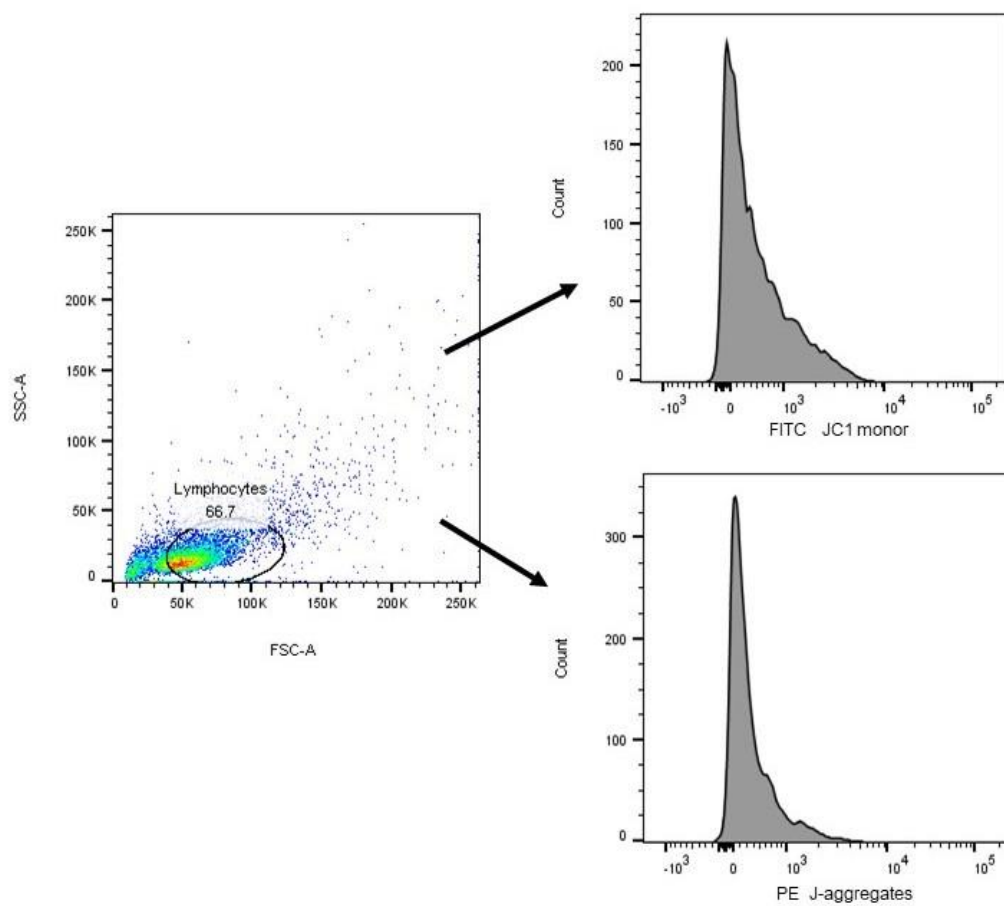 250K
200K
150K
100K
50K
0
SSC-A
Lymphocytes
66.7
0 50K 100K 150K 200K 250K
FSC-A
200
150
100
50
0
Count
-10³ 0 10³ 10⁴ 10⁵
FITC JC1 monor
300
200
100
0
Count
-10³ 0 10³ 10⁴ 10⁵
PE J-aggregates